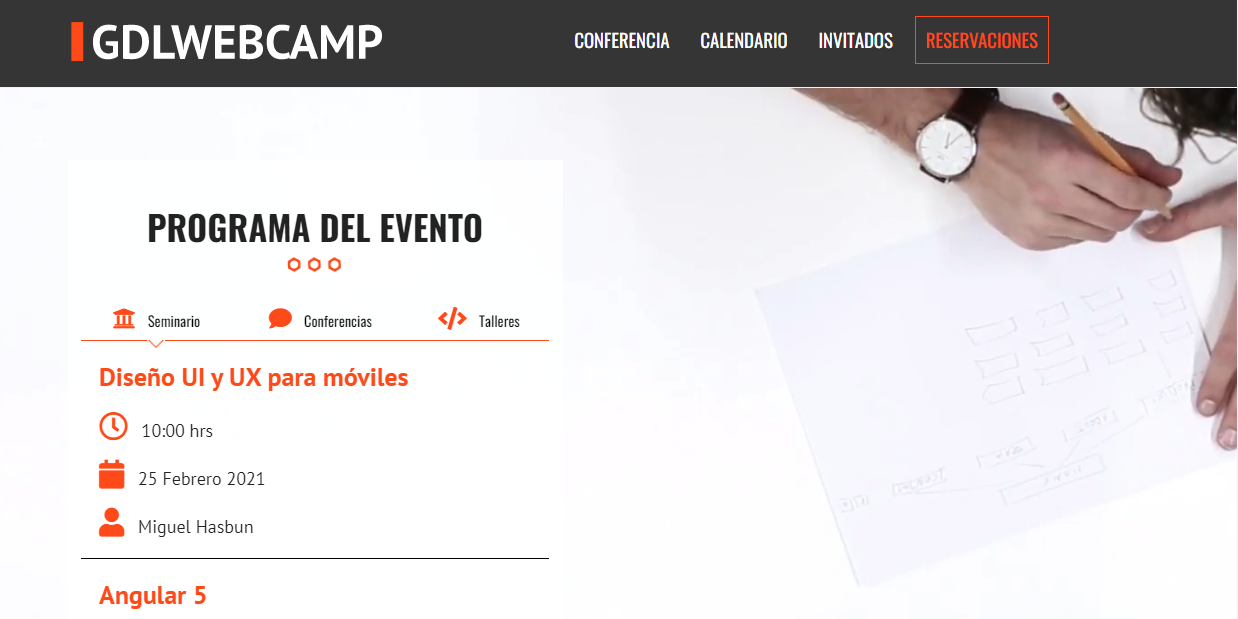 GDLWEBCAMP
CONFERENCIA CALENDARIO INVITADOS RESERVACIONES
PROGRAMA DEL EVENTO
Seminario Conferencias Talleres
Diseño UI y UX para móviles
10:00 hrs
25 Febrero 2021
Miguel Hasbun
Angular 5